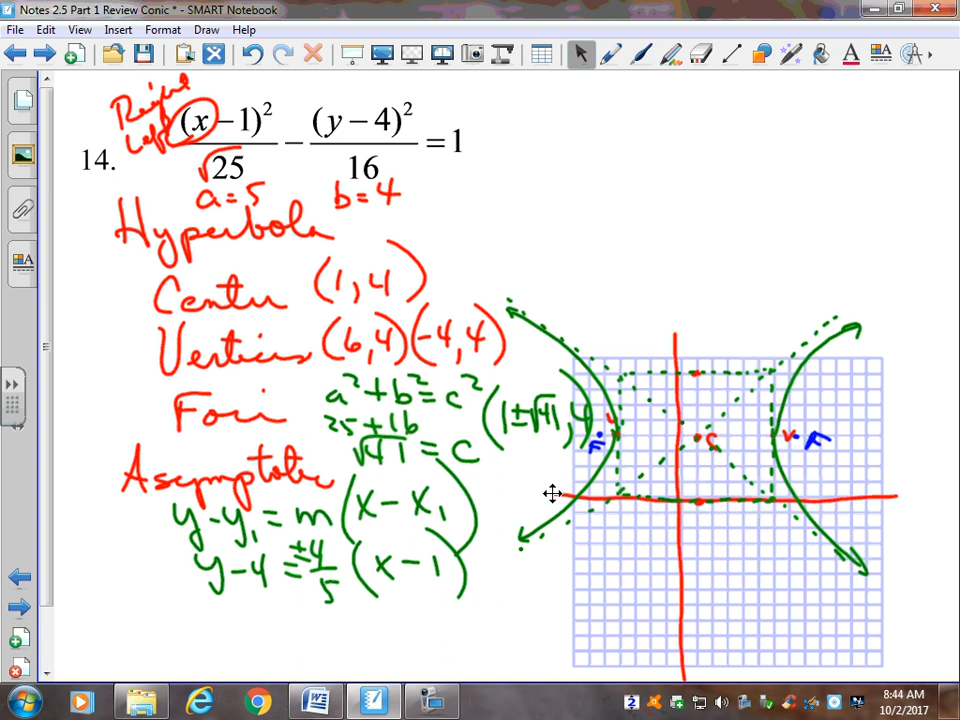 Notes 2.5 Part 1 Review Conic * - SMART Notebook
File Edit View Insert Format Draw Help
Right
Left
14. (x − 1)² / √25 − (y − 4)² / 16 = 1
a = 5 b = 4
Hyperbola
Center (1, 4)
Vertices (6, 4) (-4, 4)
Foci a² + b² = c² (1 ± √41, 4)
25 + 16
√41 = c
Asymptote
y - y₁ = m (x - x₁)
y - 4 = ± 4/5 (x - 1)
F V C V F
8:44 AM
10/2/2017